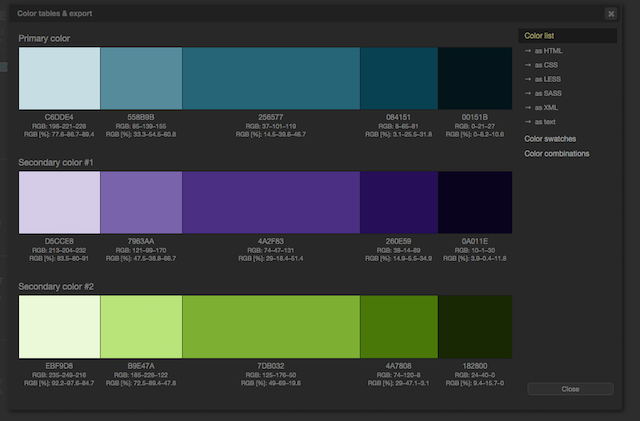 Color tables & export
Primary color
C6DDE4 558B9B 256577 084151 00151B
RGB: 198-221-228 RGB: 85-139-155 RGB: 37-101-119 RGB: 8-65-81 RGB: 0-21-27
RGB [%]: 77.6-86.7-89.4 RGB [%]: 33.3-54.5-60.8 RGB [%]: 14.5-39.6-46.7 RGB [%]: 3.1-25.5-31.8 RGB [%]: 0-8.2-10.6
Secondary color #1
D5CCE8 7963AA 4A2F83 260E59 0A011E
RGB: 213-204-232 RGB: 121-99-170 RGB: 74-47-131 RGB: 38-14-89 RGB: 10-1-30
RGB [%]: 83.5-80-91 RGB [%]: 47.5-38.8-66.7 RGB [%]: 29-18.4-51.4 RGB [%]: 14.9-5.5-34.9 RGB [%]: 3.9-0.4-11.8
Secondary color #2
EBF9D8 B9E47A 7DB032 4A7808 182800
RGB: 235-249-216 RGB: 185-228-122 RGB: 125-176-50 RGB: 74-120-8 RGB: 24-40-0
RGB [%]: 92.2-97.6-84.7 RGB [%]: 72.5-89.4-47.8 RGB [%]: 49-69-19.6 RGB [%]: 29-47.1-3.1 RGB [%]: 9.4-15.7-0
Color list
→ as HTML
→ as CSS
→ as LESS
→ as SASS
→ as XML
→ as text
Color swatches
Color combinations
Close